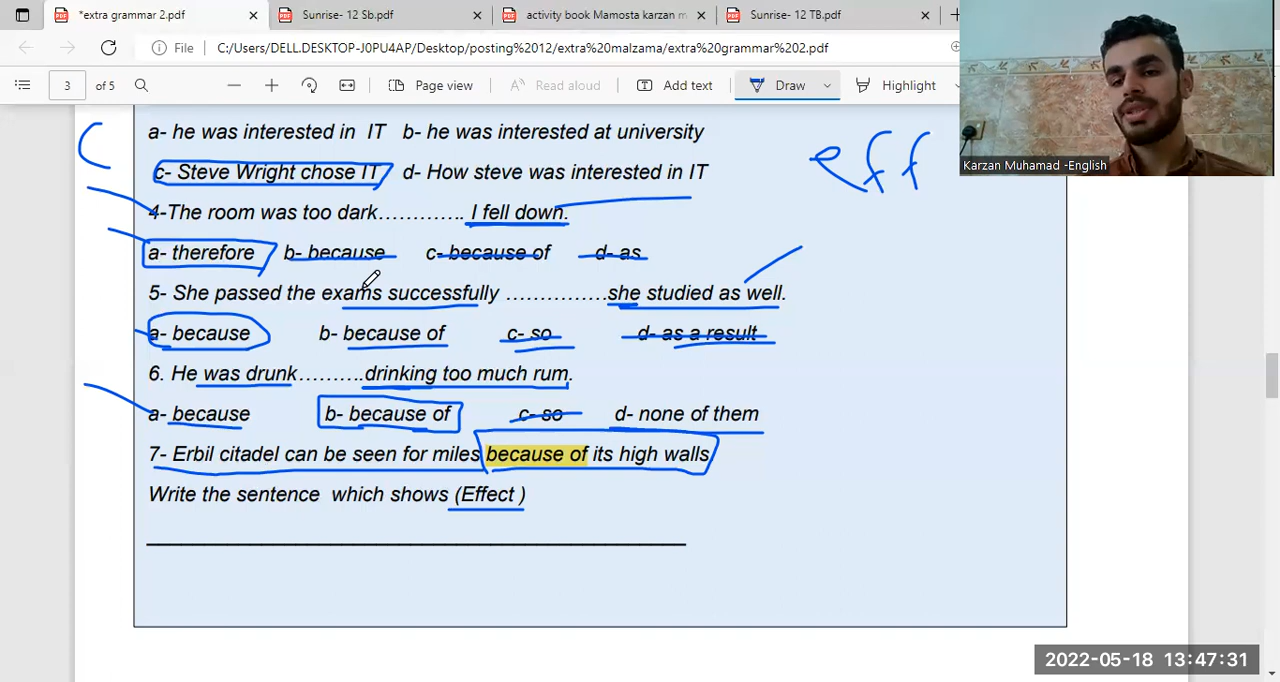 *extra grammar 2.pdf
Sunrise- 12 Sb.pdf
activity book Mamosta karzan m
Sunrise- 12 TB.pdf
File C:/Users/DELL.DESKTOP-J0PU4AP/Desktop/posting%2012/extra%20malzama/extra%20grammar%202.pdf
3 of 5 Page view Read aloud Add text Draw Highlight
Karzan Muhamad -English
a- he was interested in IT b- he was interested at university
c- Steve Wright chose IT d- How steve was interested in IT
eff
4-The room was too dark............. I fell down.
a- therefore b- because c- because of d- as
5- She passed the exams successfully ...............she studied as well.
a- because b- because of c- so d- as a result
6. He was drunk..........drinking too much rum.
a- because b- because of c- so d- none of them
7- Erbil citadel can be seen for miles because of its high walls
Write the sentence which shows (Effect )
2022-05-18 13:47:31